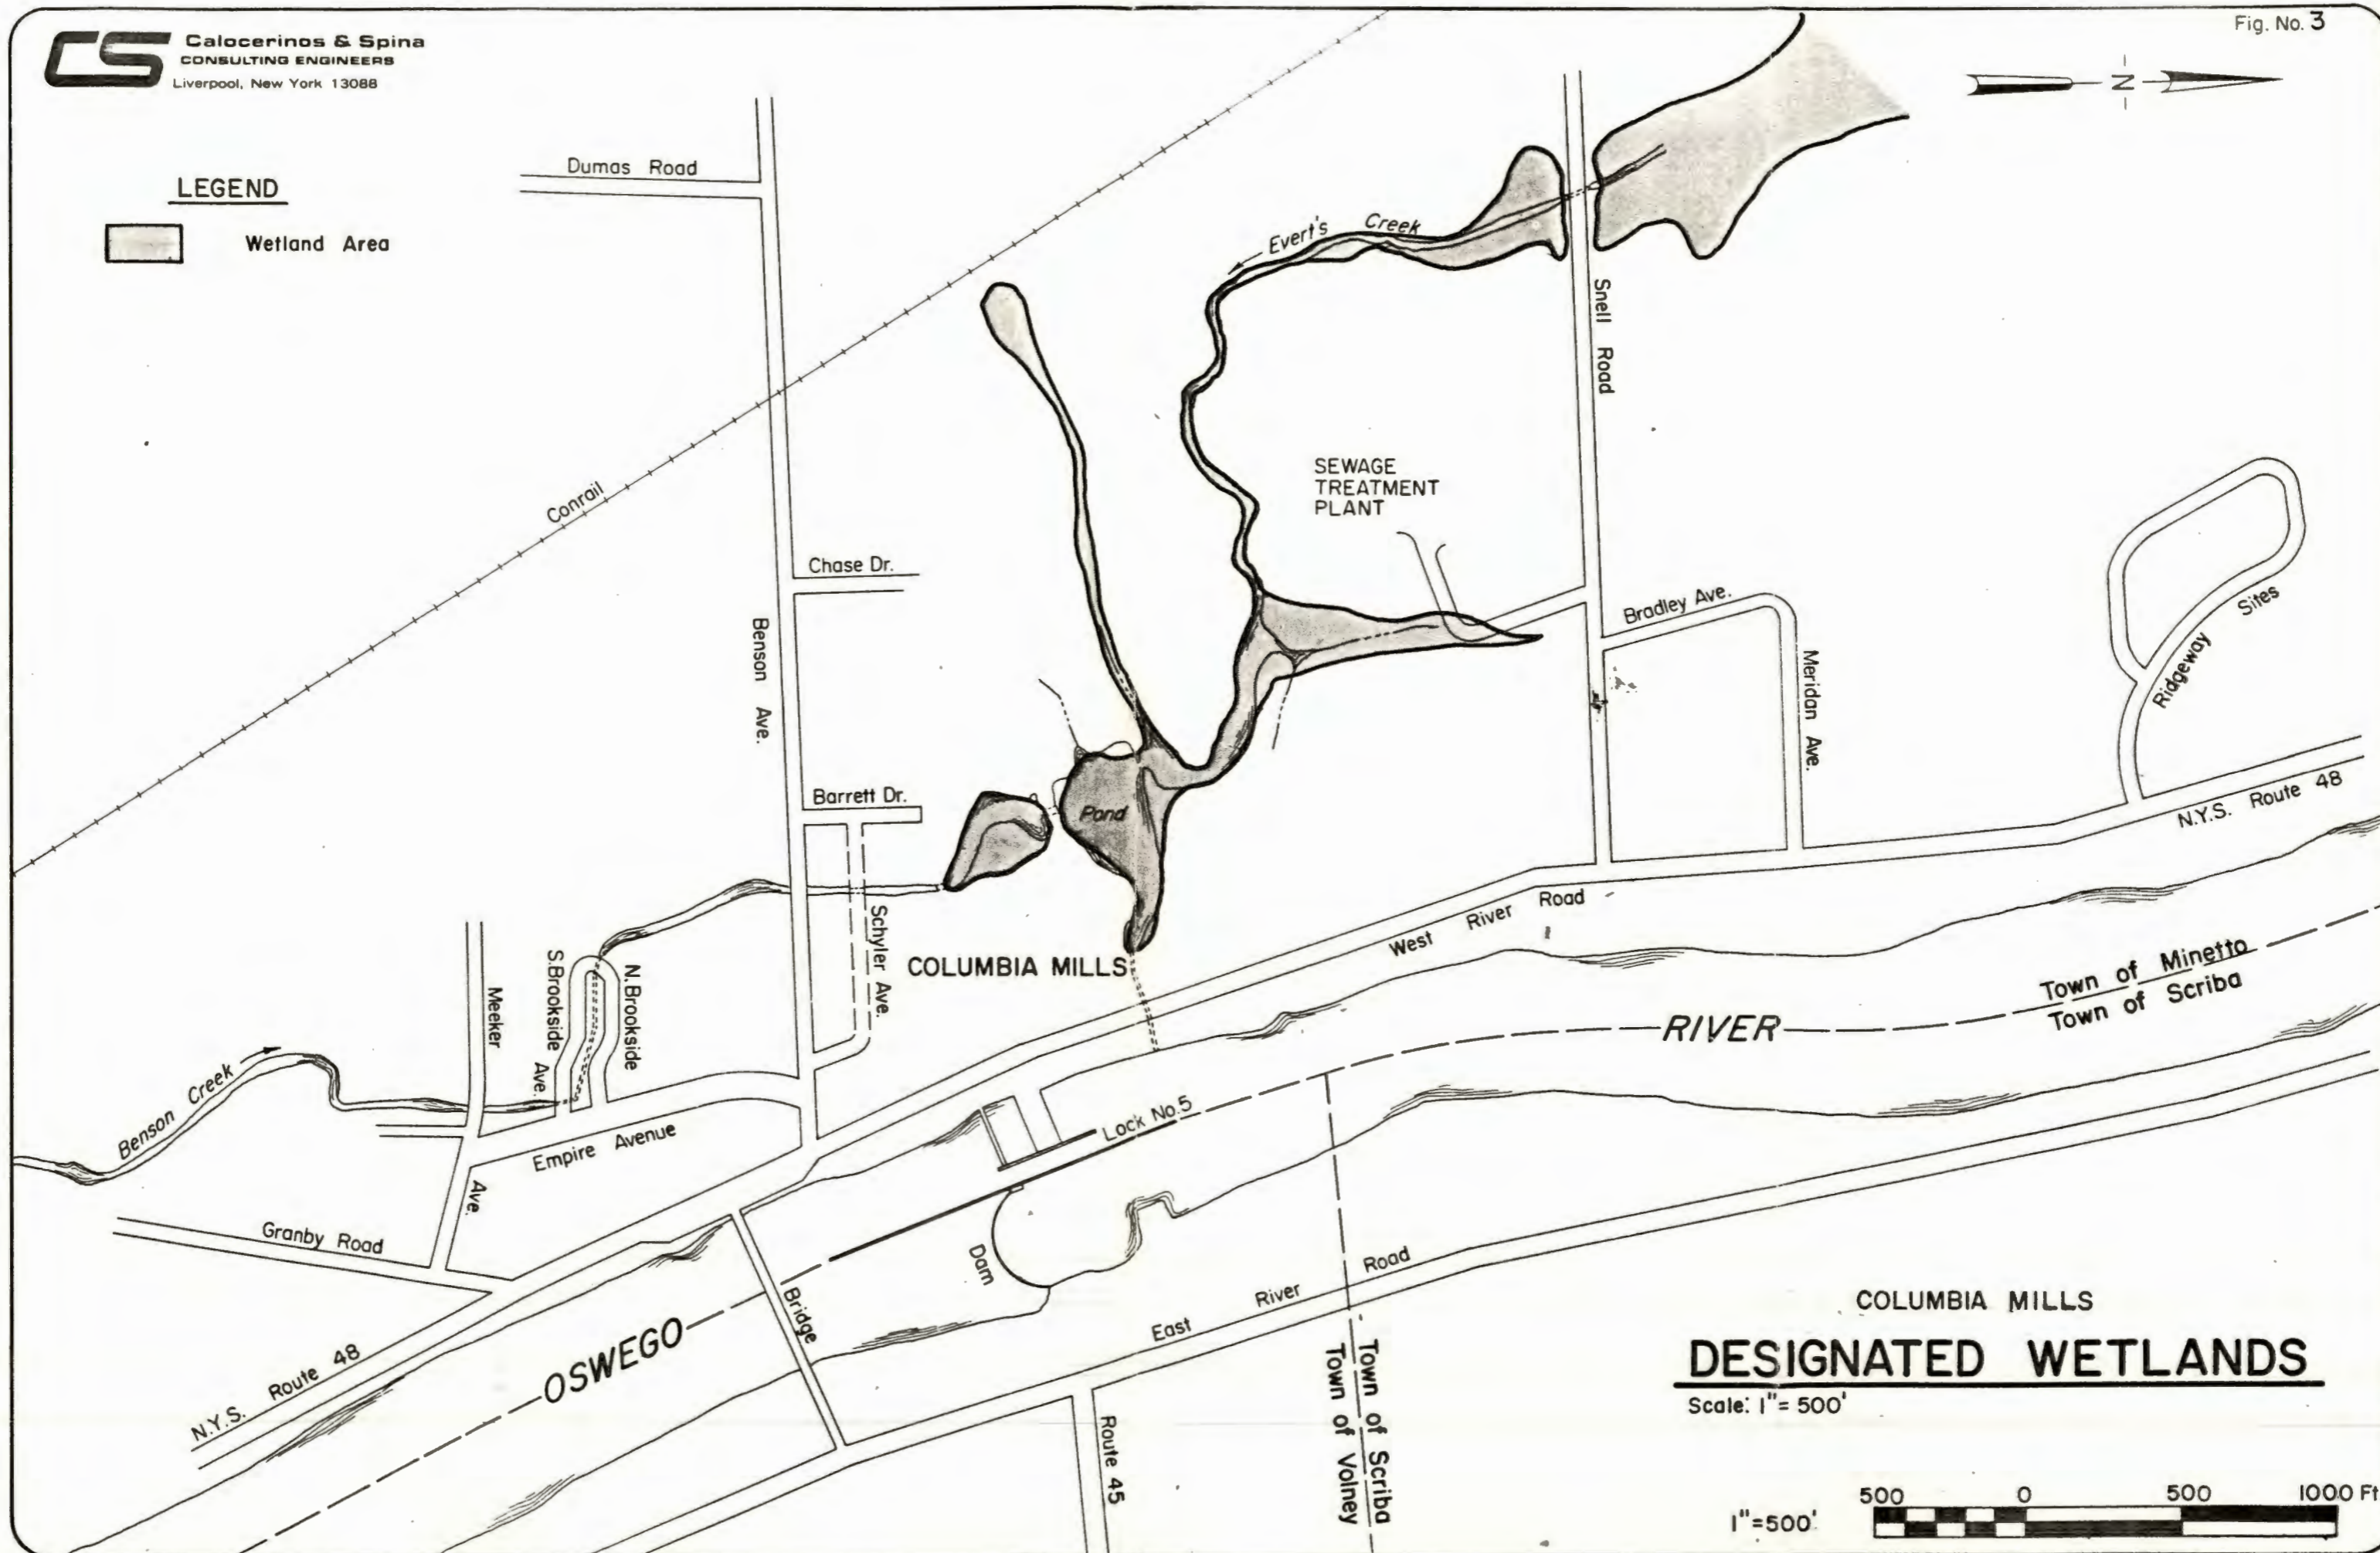 Fig. No. 3
CS
Calocerinos & Spina
CONSULTING ENGINEERS
Liverpool, New York 13088
N
LEGEND
Wetland Area
Dumas Road
Evert's Creek
Snell Road
Conrail
SEWAGE
TREATMENT
PLANT
Chase Dr.
Benson Ave.
Bradley Ave.
Meridan Ave.
Ridgeway Sites
Barrett Dr.
Pond
N.Y.S. Route 48
Schyler Ave.
COLUMBIA MILLS
West River Road
Meeker Ave.
S. Brookside Ave.
N. Brookside
Town of Minetto
Town of Scriba
RIVER
Benson Creek
Lock No. 5
Empire Avenue
Granby Road
Dam
Bridge
East River Road
OSWEGO
N.Y.S. Route 48
Route 45
Town of Scriba
Town of Volney
COLUMBIA MILLS
DESIGNATED WETLANDS
Scale: 1"= 500'
500 0 500 1000 Ft
1"=500'